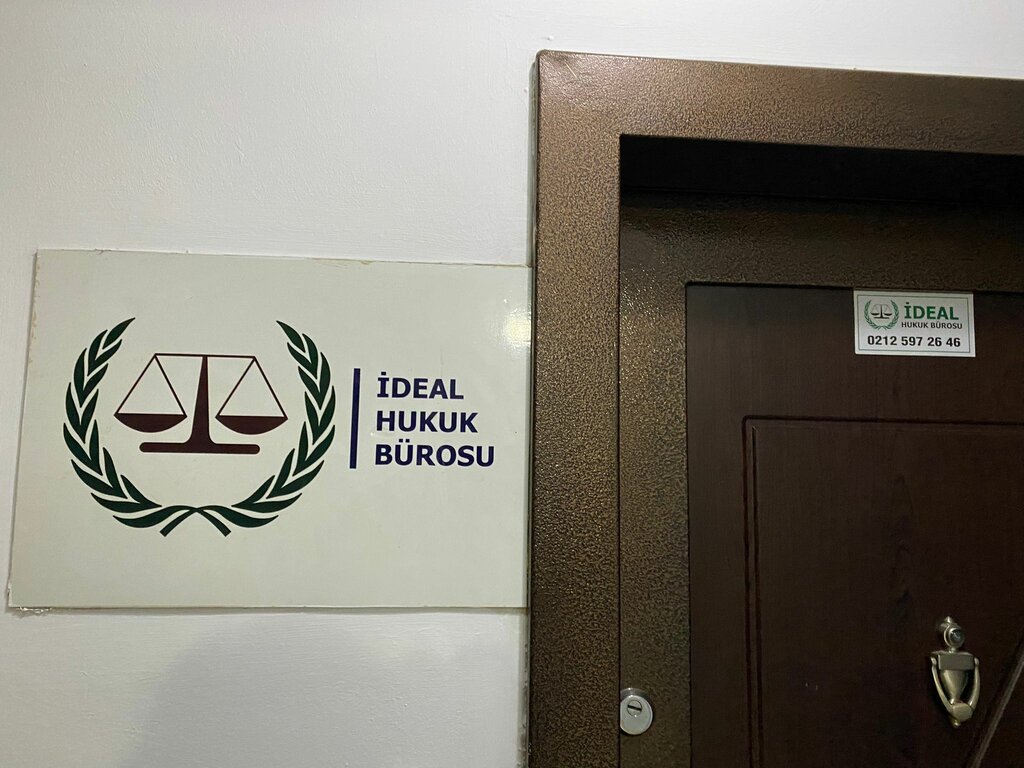 İDEAL
HUKUK
BÜROSU
İDEAL
HUKUK BÜROSU
0212 597 26 46